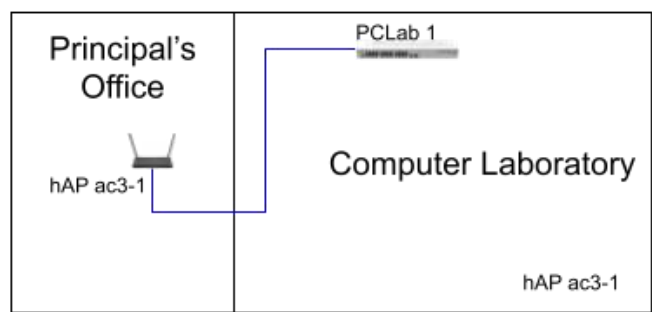 Principal's
Office
hAP ac3-1
PCLab 1
Computer Laboratory
hAP ac3-1